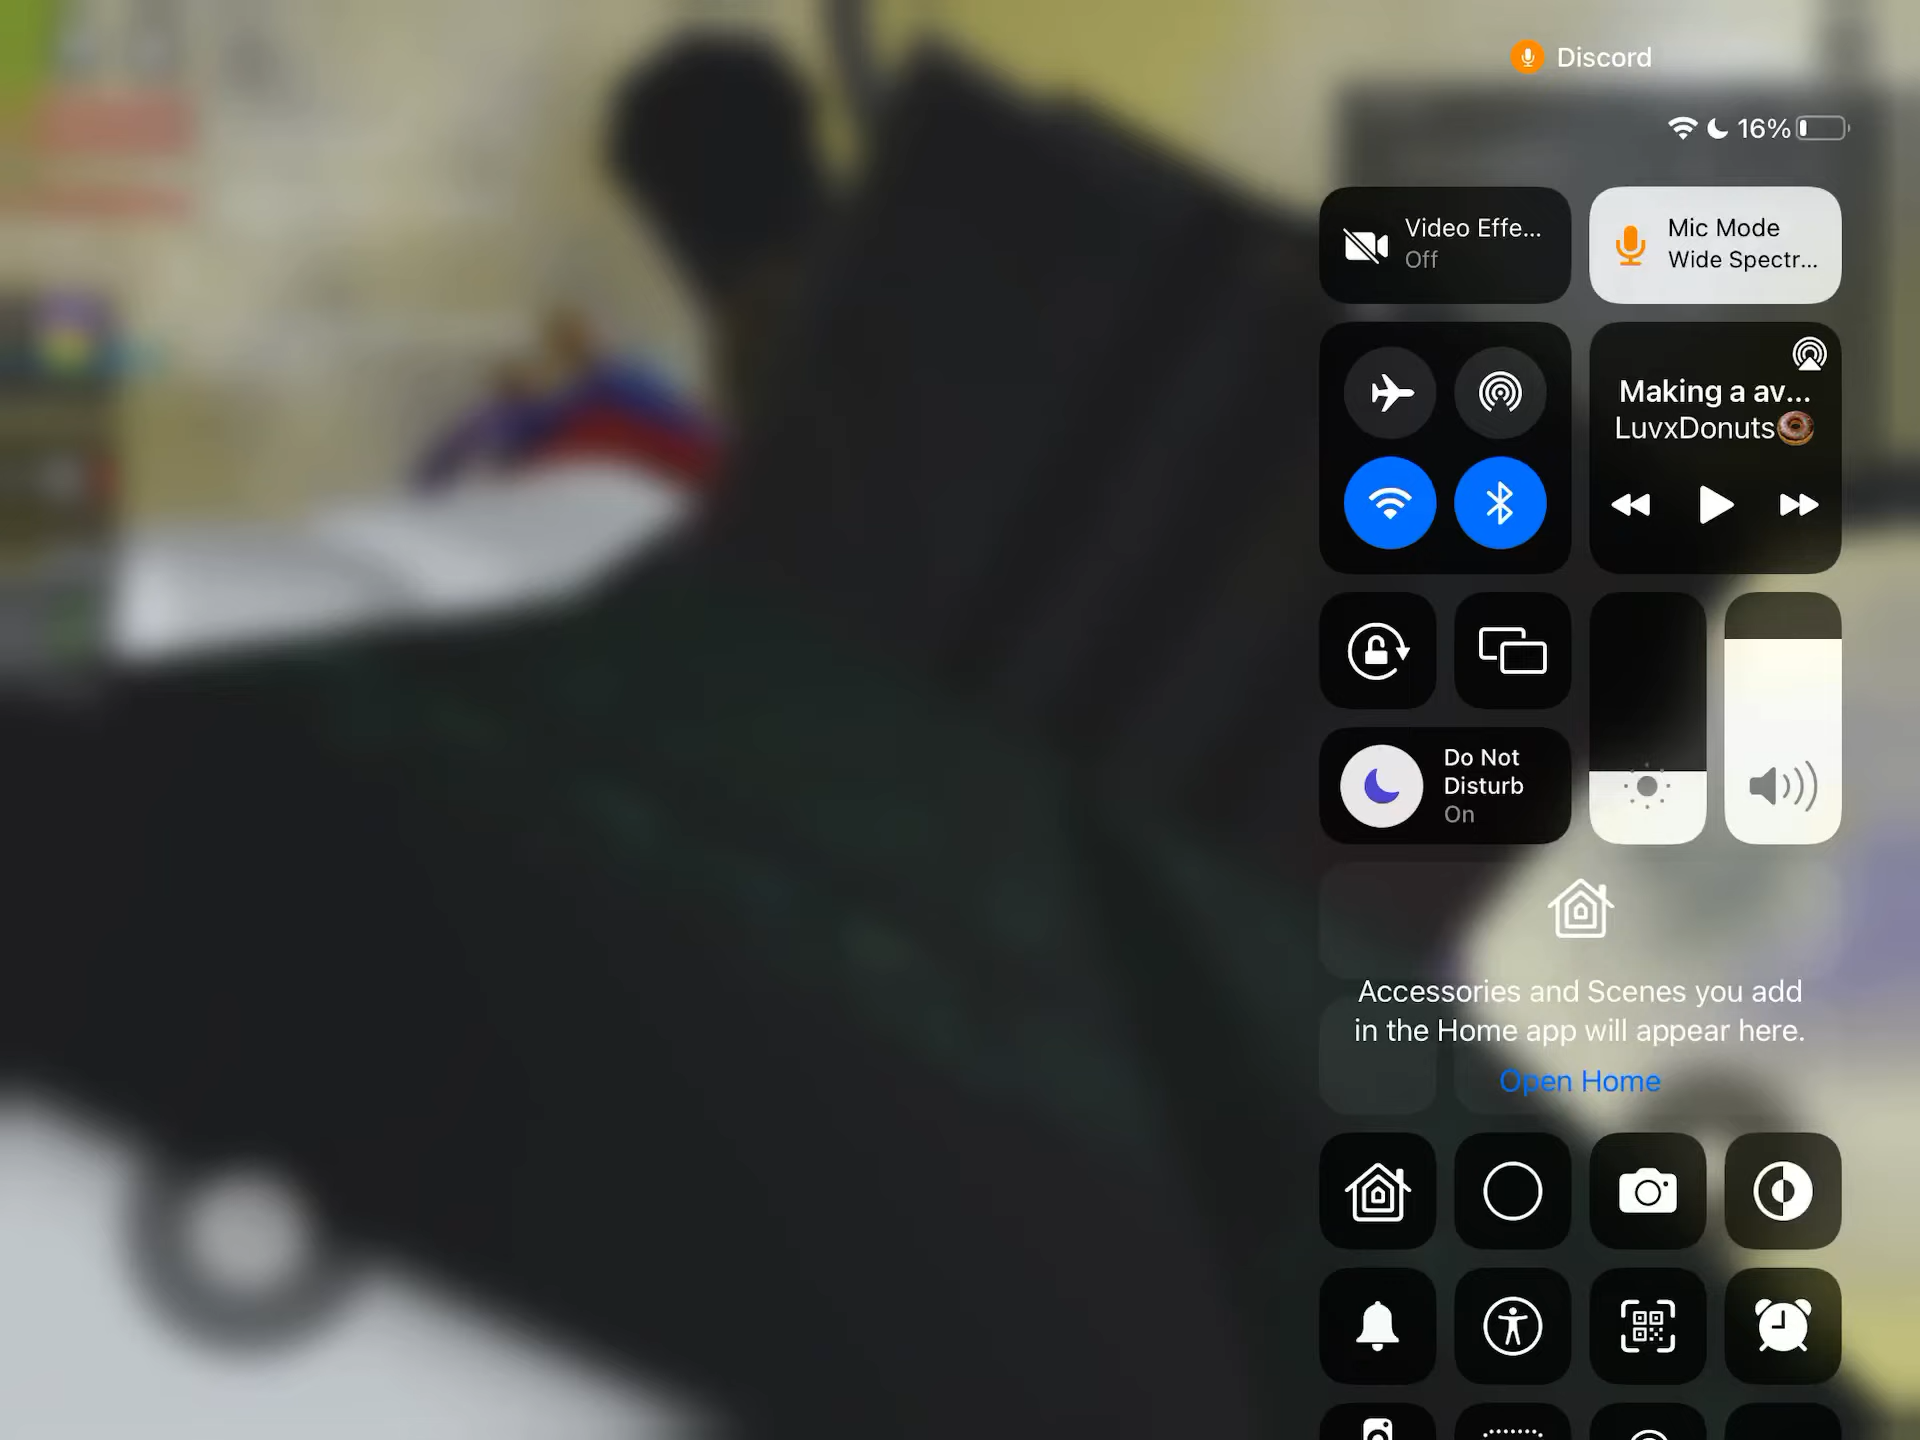 Discord
16%
Video Effe...
Off
Mic Mode
Wide Spectr...
Making a av...
LuvxDonuts🍩
Do Not
Disturb
On
Accessories and Scenes you add
in the Home app will appear here.
Open Home